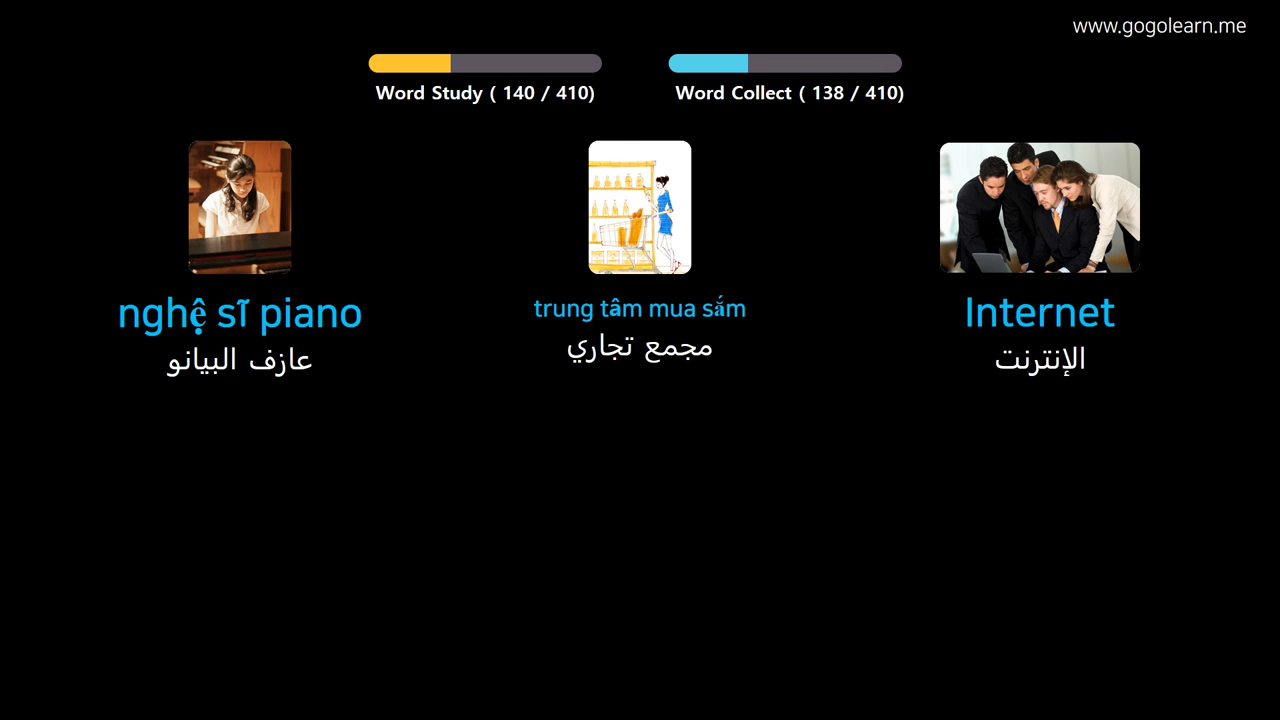 www.gogolearn.me
Word Study ( 140 / 410)
Word Collect ( 138 / 410)
nghệ sĩ piano
عازف البيانو
trung tâm mua sắm
مجمع تجاري
Internet
الإنترنت